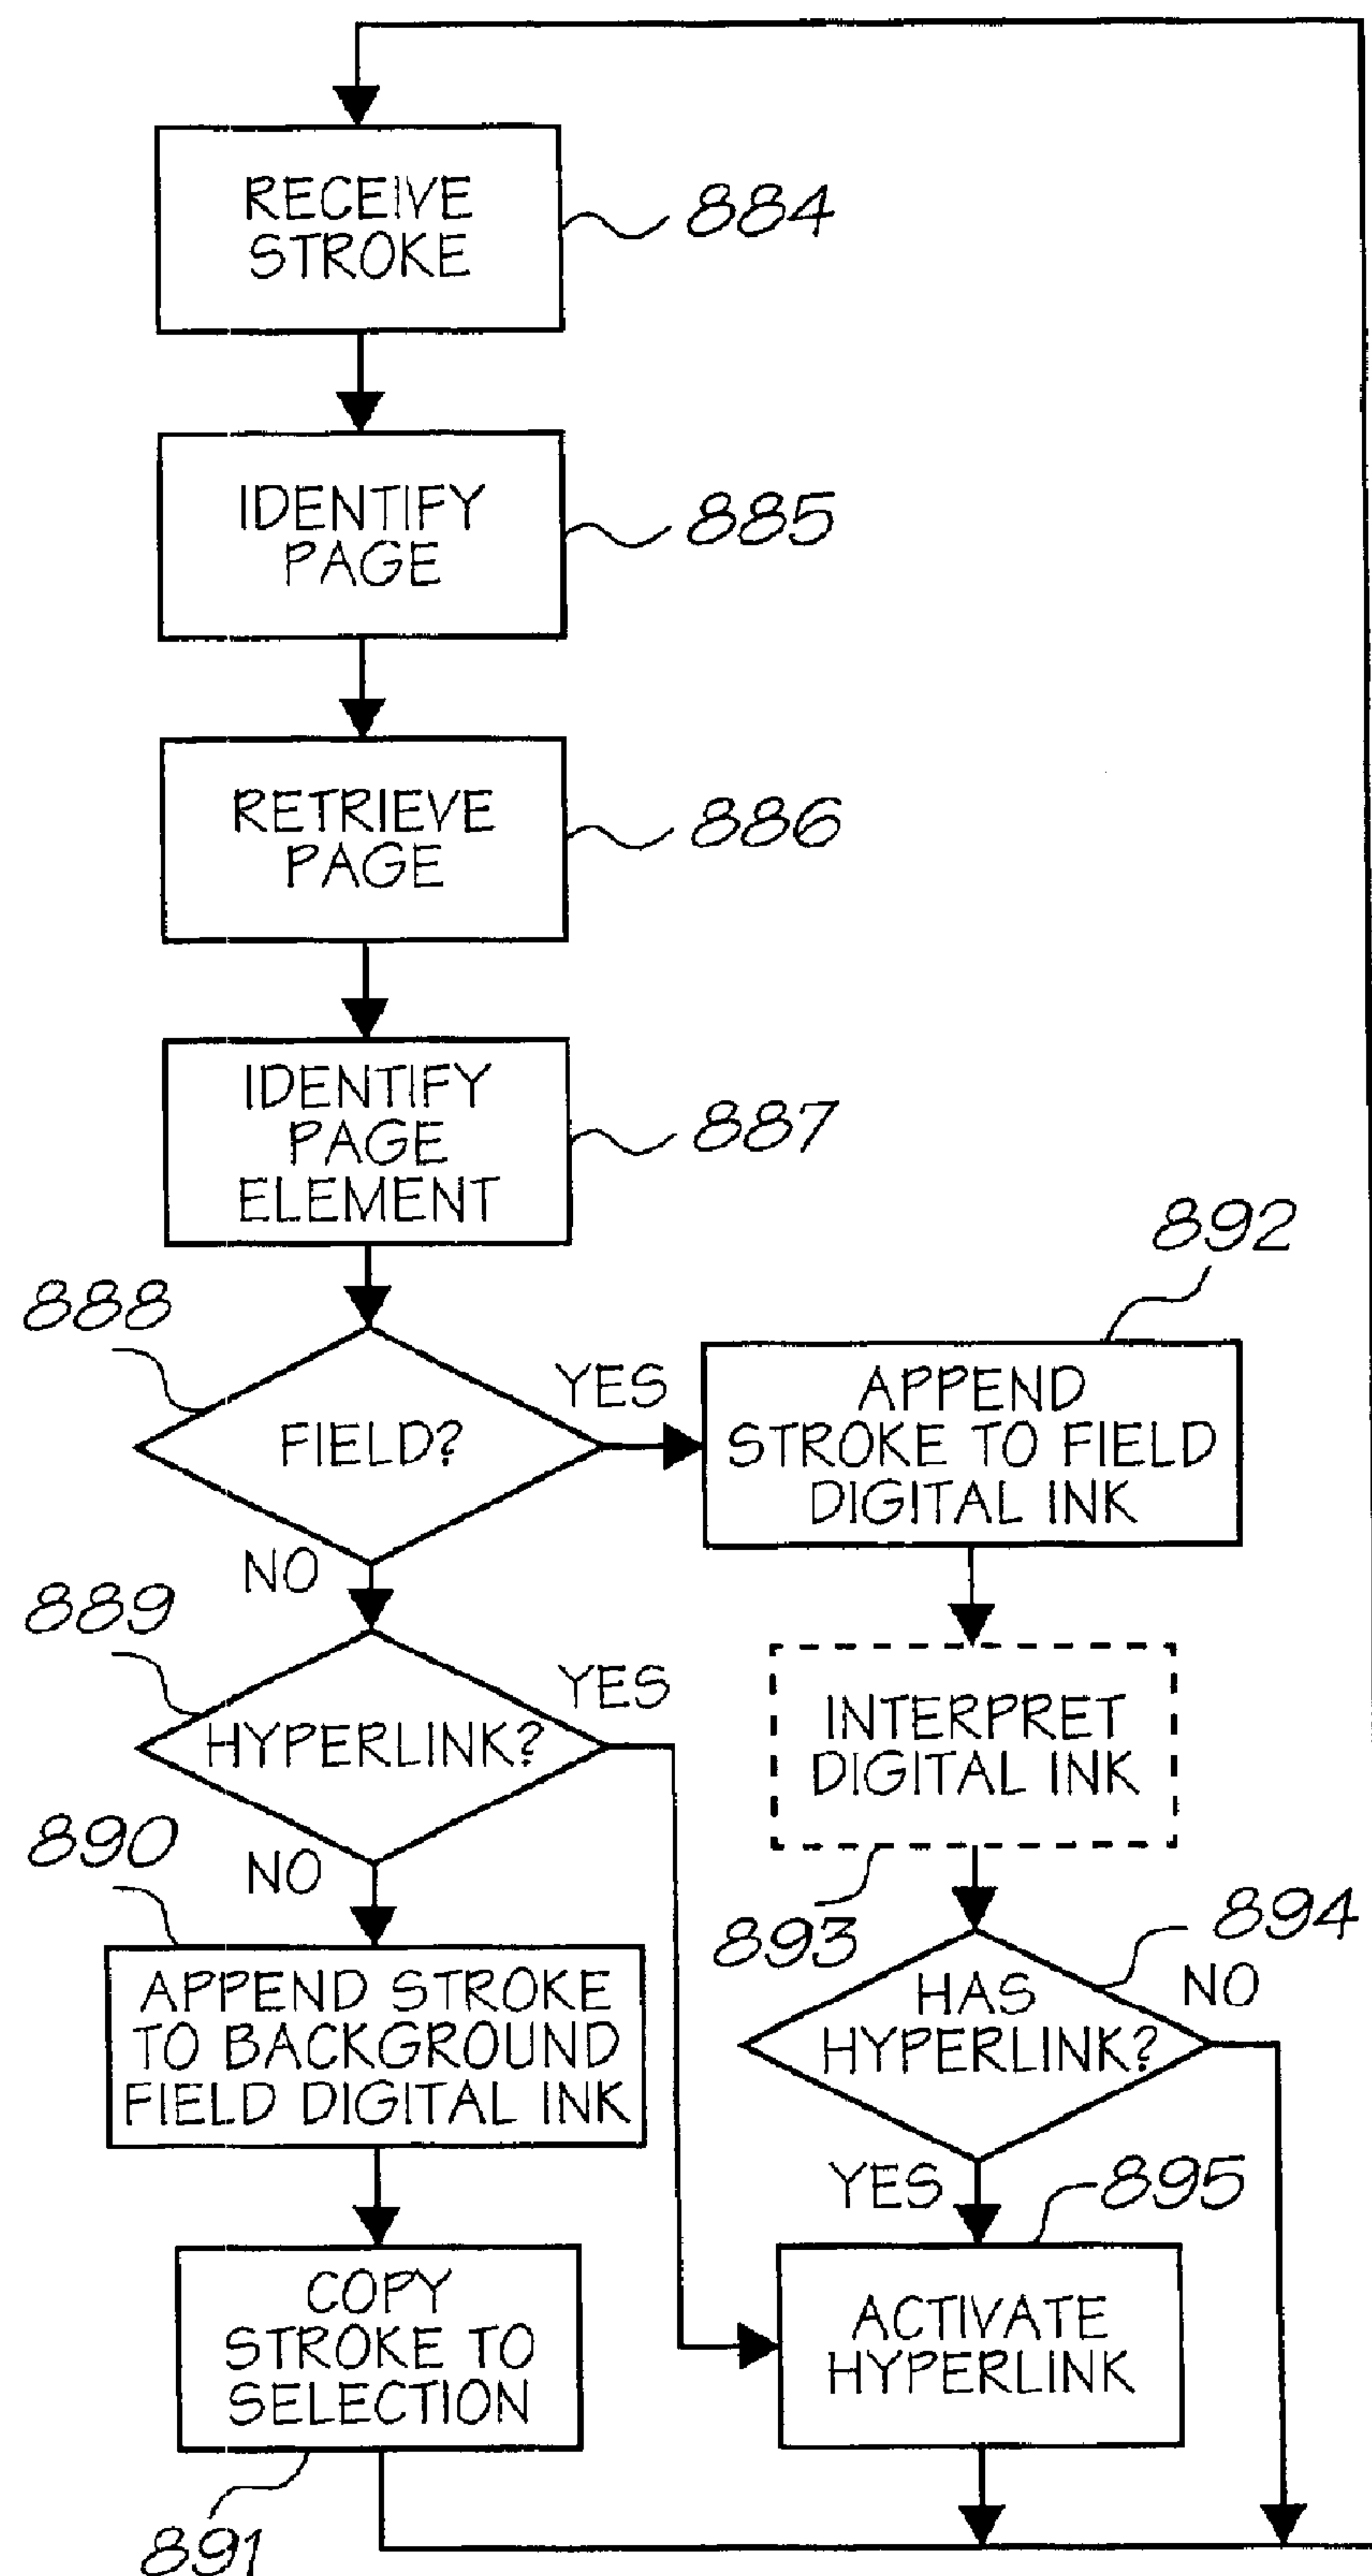 RECEIVE
STROKE
884
IDENTIFY
PAGE
885
RETRIEVE
PAGE
886
IDENTIFY
PAGE
ELEMENT
887
888
FIELD?
YES
NO
892
APPEND
STROKE TO FIELD
DIGITAL INK
889
HYPERLINK?
YES
NO
INTERPRET
DIGITAL INK
893
890
APPEND STROKE
TO BACKGROUND
FIELD DIGITAL INK
894
HAS
HYPERLINK?
NO
YES
895
COPY
STROKE TO
SELECTION
891
ACTIVATE
HYPERLINK